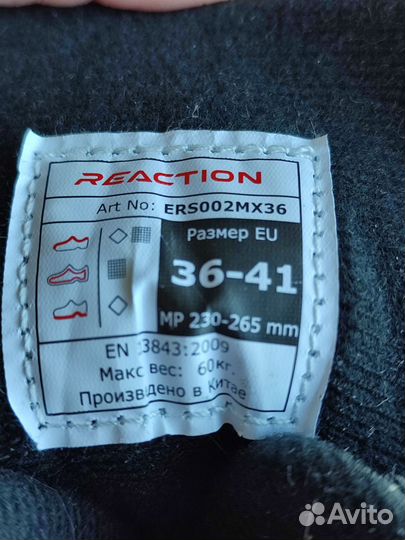 REACTION
Art No: ERS002MX36
Размер EU
36-41
MP 230-265 mm
EN 13843:2009
Макс вес: 60кг.
Произведено в Китае
Avito